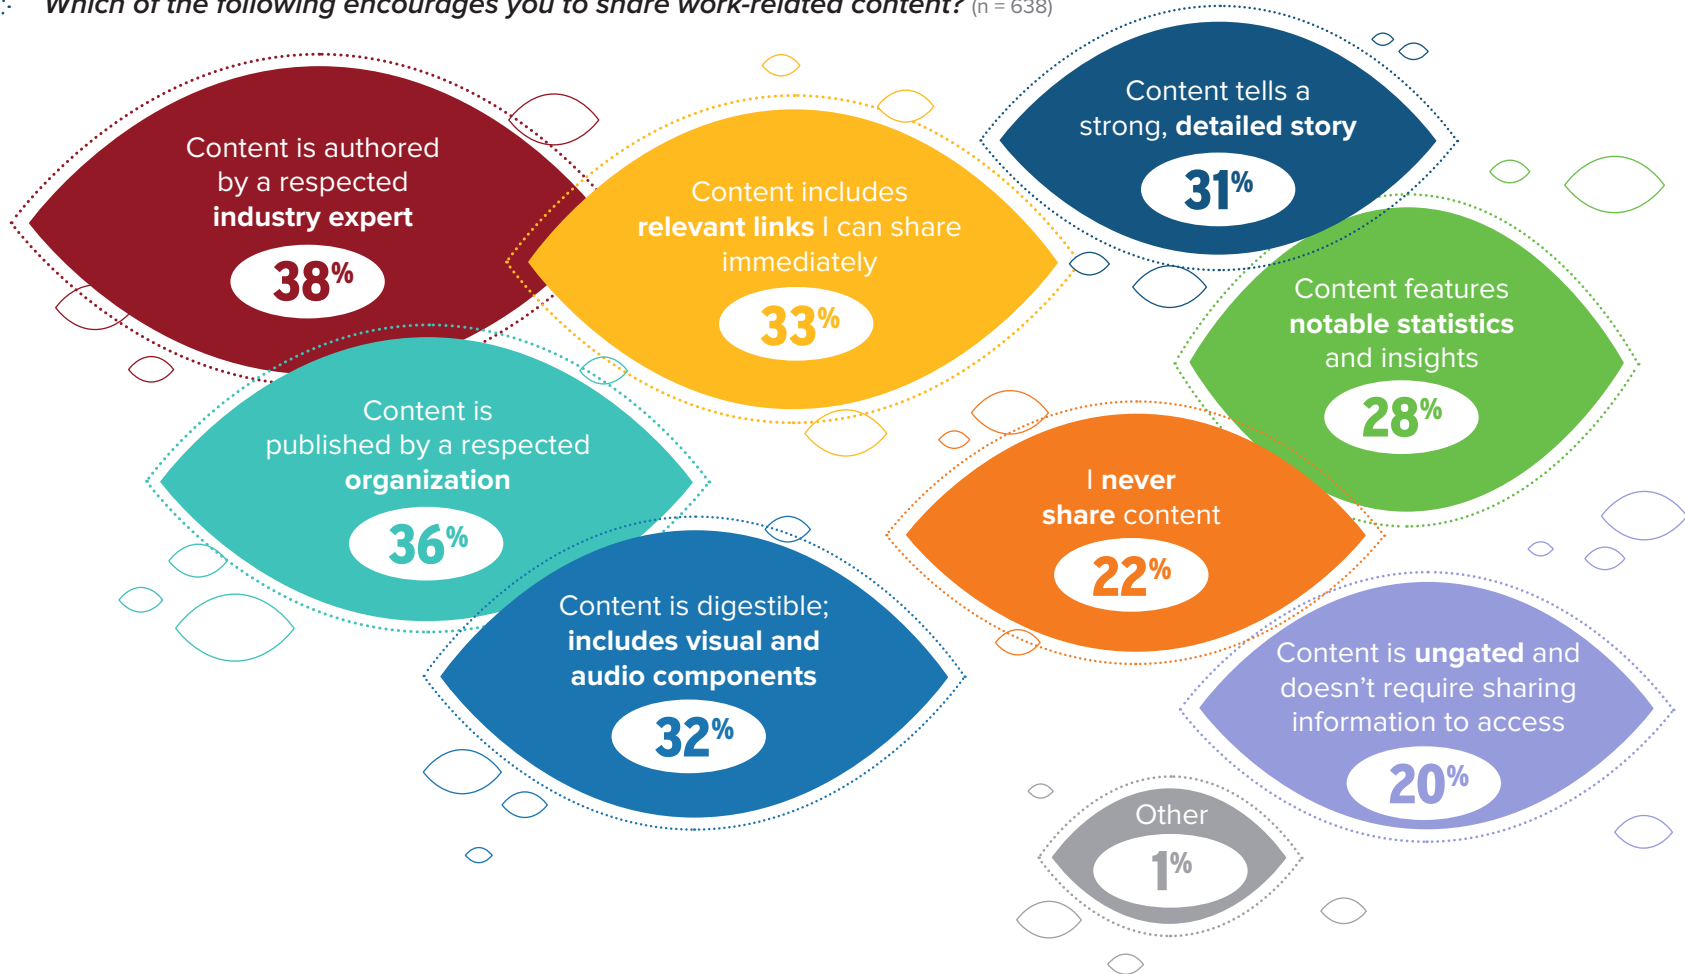 Which of the following encourages you to share work-related content? (n = 638)
Content is authored
by a respected
industry expert
38%
Content includes
relevant links I can share
immediately
33%
Content tells a
strong, detailed story
31%
Content features
notable statistics
and insights
28%
Content is
published by a respected
organization
36%
I never
share content
22%
Content is digestible;
includes visual and
audio components
32%
Content is ungated and
doesn’t require sharing
information to access
20%
Other
1%